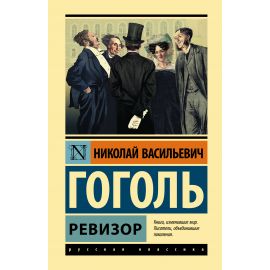 N
НИКОЛАЙ ВАСИЛЬЕВИЧ
ГОГОЛЬ
РЕВИЗОР
Книги, изменившие мир.
Писатели, объединившие
поколения.
русская классика